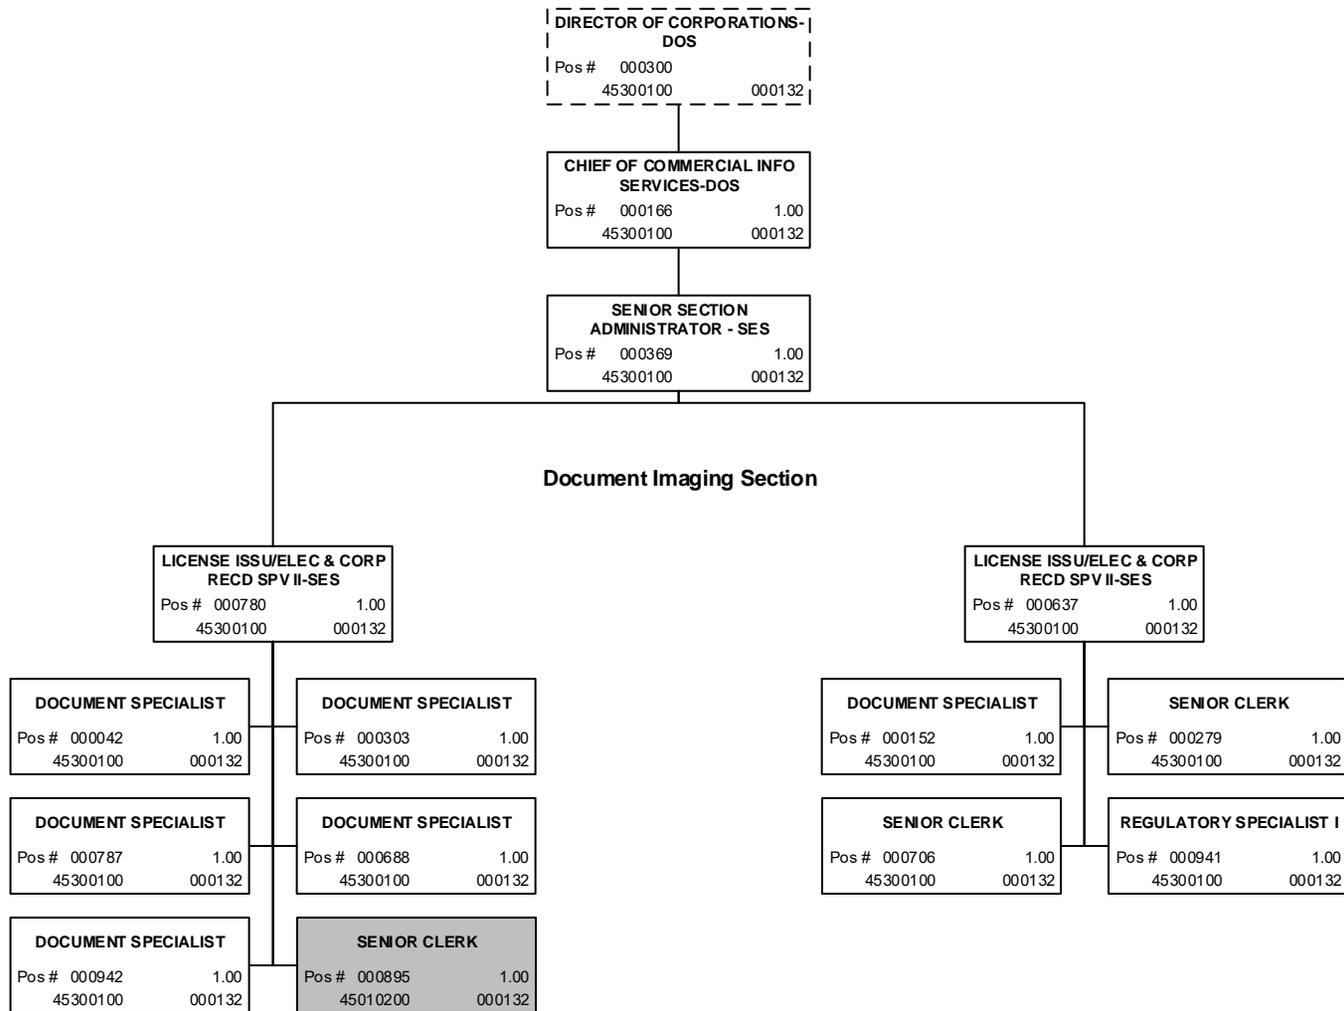 DIRECTOR OF CORPORATIONS-
DOS
Pos # 000300
45300100 000132
CHIEF OF COMMERCIAL INFO
SERVICES-DOS
Pos # 000166 1.00
45300100 000132
SENIOR SECTION
ADMINISTRATOR - SES
Pos # 000369 1.00
45300100 000132
Document Imaging Section
LICENSE ISSU/ELEC & CORP
RECD SPV II-SES
Pos # 000780 1.00
45300100 000132
DOCUMENT SPECIALIST
Pos # 000042 1.00
45300100 000132
DOCUMENT SPECIALIST
Pos # 000303 1.00
45300100 000132
DOCUMENT SPECIALIST
Pos # 000787 1.00
45300100 000132
DOCUMENT SPECIALIST
Pos # 000688 1.00
45300100 000132
DOCUMENT SPECIALIST
Pos # 000942 1.00
45300100 000132
SENIOR CLERK
Pos # 000895 1.00
45010200 000132
LICENSE ISSU/ELEC & CORP
RECD SPV II-SES
Pos # 000637 1.00
45300100 000132
DOCUMENT SPECIALIST
Pos # 000152 1.00
45300100 000132
SENIOR CLERK
Pos # 000279 1.00
45300100 000132
SENIOR CLERK
Pos # 000706 1.00
45300100 000132
REGULATORY SPECIALIST I
Pos # 000941 1.00
45300100 000132